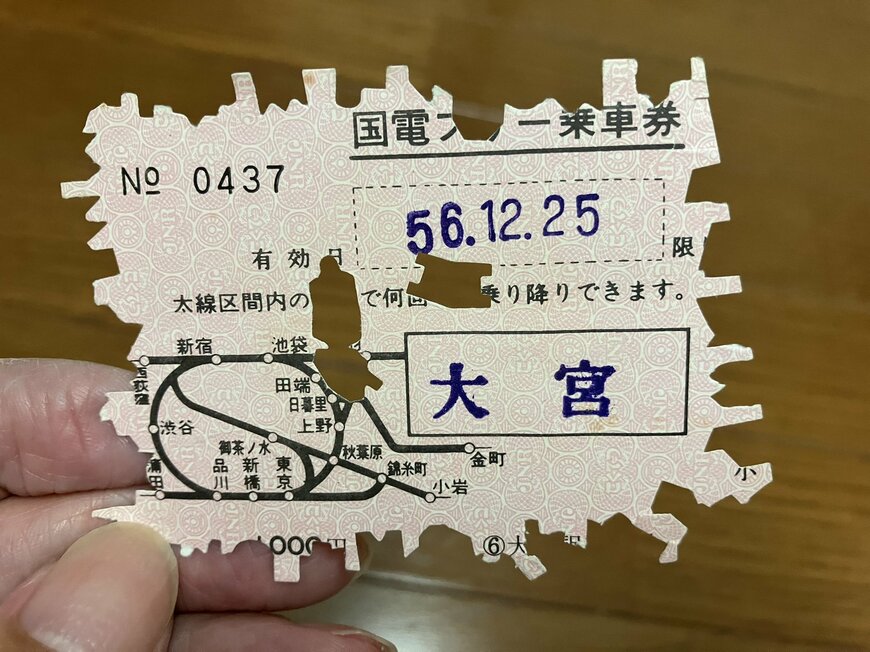 国電フリー乗車券
№ 0437
56.12.25
有効日 限
太線区間内の で何回 乗り降りできます。
新宿 池袋
大宮
西荻窪
田端
日暮里
上野
渋谷
御茶ノ水
秋葉原
金町
蒲田
品川
新橋
東京
錦糸町
小岩
小
000円
⑥大 駅
JNR